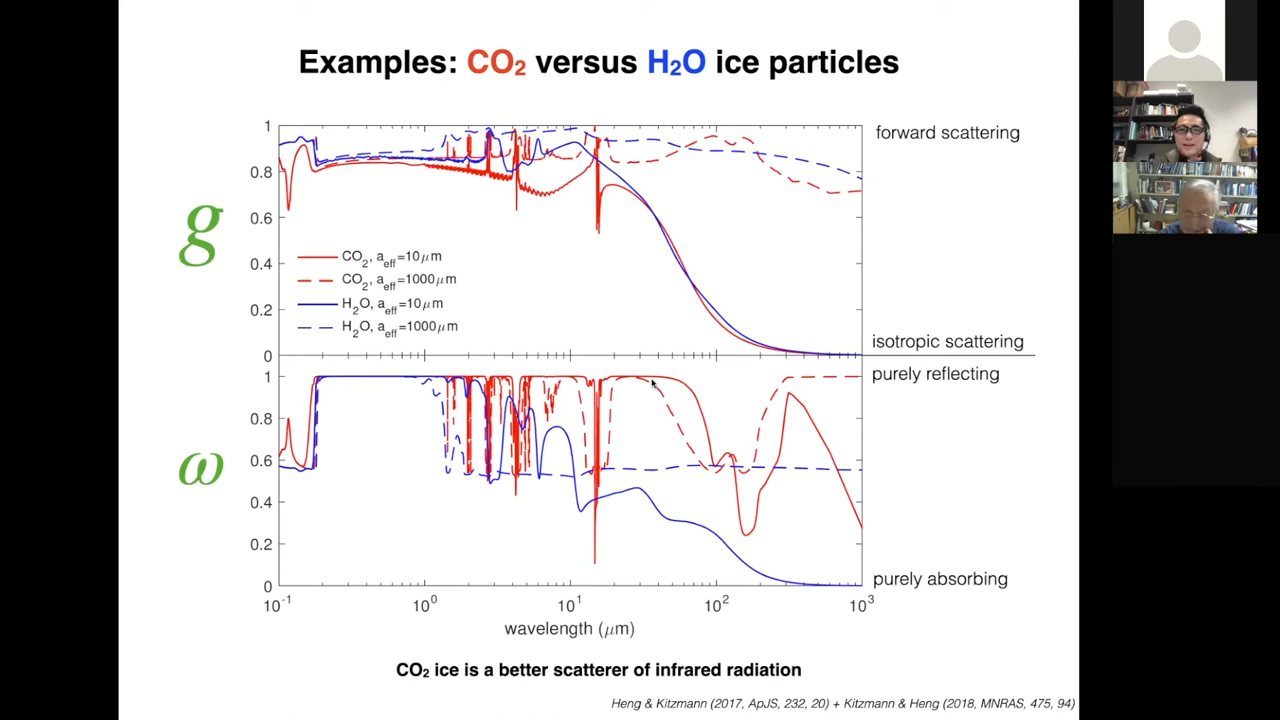 Examples: CO₂ versus H₂O ice particles
forward scattering
1
0.8
0.6
0.4
0.2
0
g
CO₂, a_eff=10μm
CO₂, a_eff=1000μm
H₂O, a_eff=10μm
H₂O, a_eff=1000μm
isotropic scattering
purely reflecting
1
0.8
0.6
0.4
0.2
0
ω
purely absorbing
10⁻¹ 10⁰ 10¹ 10² 10³
wavelength (μm)
CO₂ ice is a better scatterer of infrared radiation
Heng & Kitzmann (2017, ApJS, 232, 20) + Kitzmann & Heng (2018, MNRAS, 475, 94)